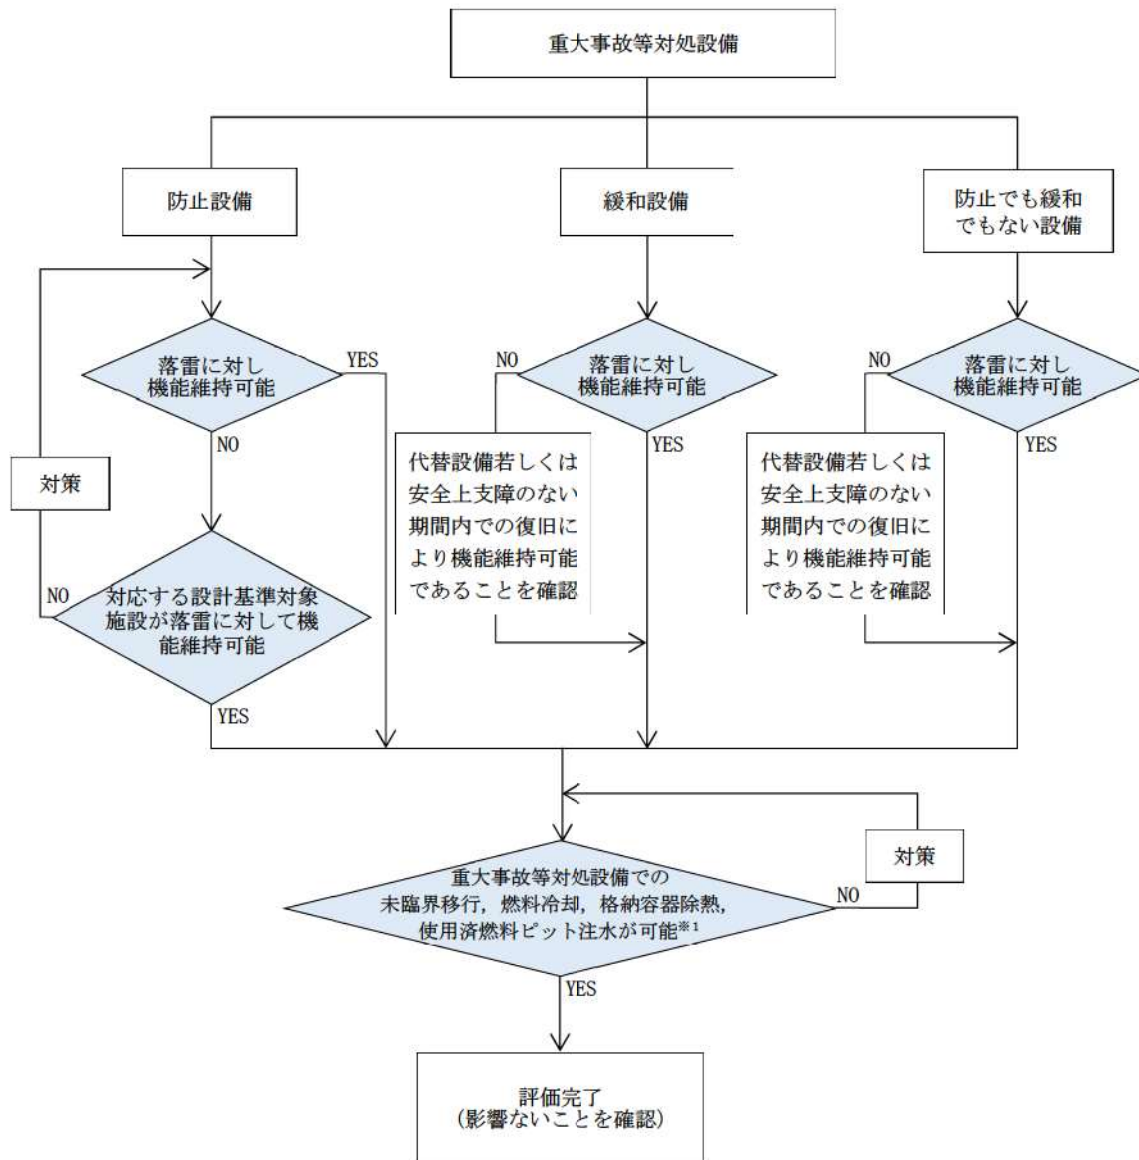 重大事故等対処設備
防止設備
緩和設備
防止でも緩和
でもない設備
落雷に対し
機能維持可能
YES
NO
対策
対応する設計基準対象
施設が落雷に対して機
能維持可能
NO
YES
落雷に対し
機能維持可能
NO
YES
代替設備若しくは
安全上支障のない
期間内での復旧に
より機能維持可能
であることを確認
落雷に対し
機能維持可能
NO
YES
代替設備若しくは
安全上支障のない
期間内での復旧に
より機能維持可能
であることを確認
重大事故等対処設備での
未臨界移行，燃料冷却，格納容器除熱，
使用済燃料ピット注水が可能※1
NO
対策
YES
評価完了
(影響ないことを確認)